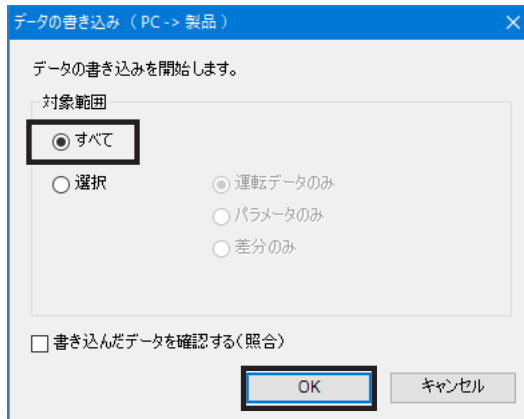 データの書き込み （ PC -> 製品 ）
データの書き込みを開始します。
対象範囲
すべて
選択
運転データのみ
パラメータのみ
差分のみ
書き込んだデータを確認する(照合)
OK
キャンセル